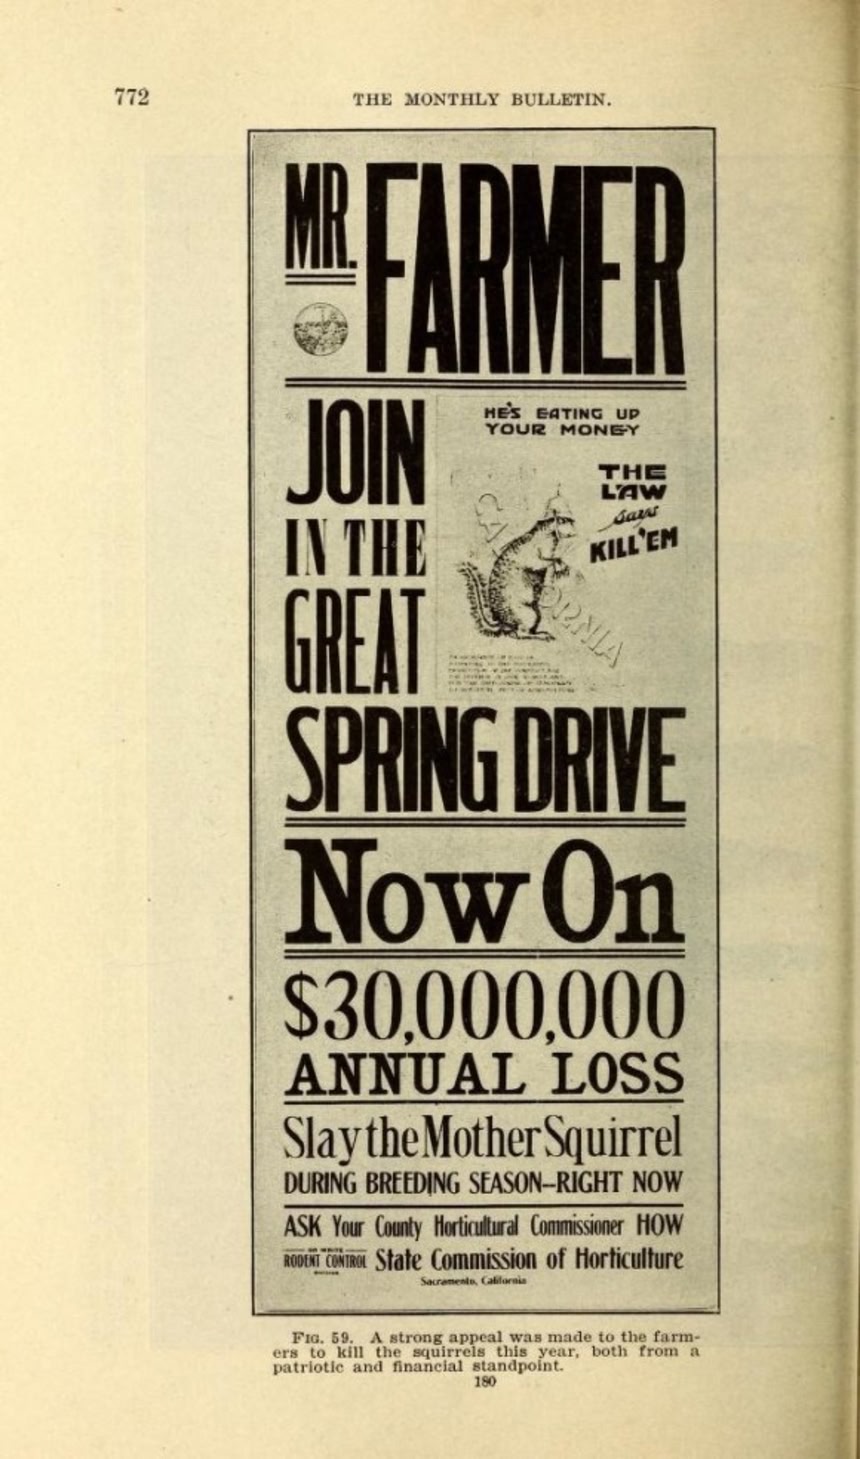 772
THE MONTHLY BULLETIN.
MR. FARMER
JOIN
IN THE
GREAT
HE'S EATING UP
YOUR MONEY
THE
LAW
says
KILL 'EM
CALIFORNIA
SPRING DRIVE
Now On
$30,000,000
ANNUAL LOSS
Slay the Mother Squirrel
DURING BREEDING SEASON—RIGHT NOW
ASK Your County Horticultural Commissioner HOW
OR WRITE
RODENT CONTROL State Commission of Horticulture
Sacramento, California
FIG. 59. A strong appeal was made to the farm-
ers to kill the squirrels this year, both from a
patriotic and financial standpoint.
180